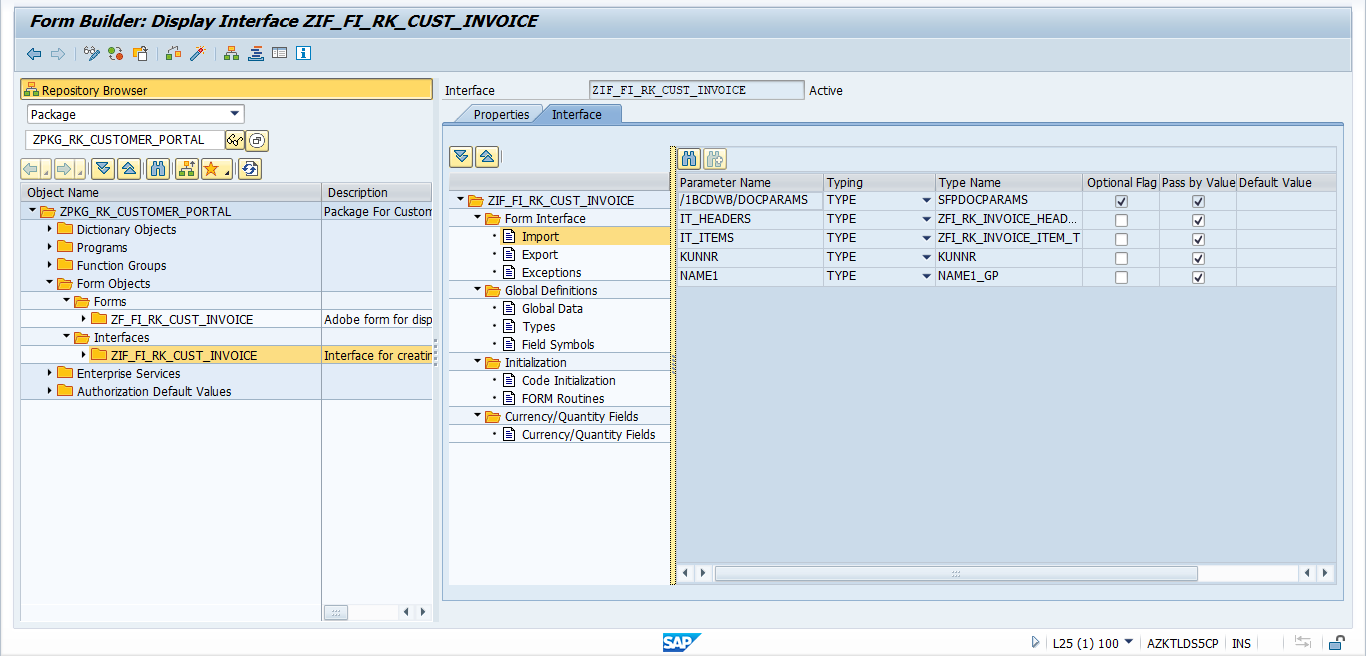 Form Builder: Display Interface ZIF_FI_RK_CUST_INVOICE
Repository Browser
Package
ZPKG_RK_CUSTOMER_PORTAL
Object Name Description
ZPKG_RK_CUSTOMER_PORTAL Package For Custom
Dictionary Objects
Programs
Function Groups
Form Objects
Forms
ZF_FI_RK_CUST_INVOICE Adobe form for disp
Interfaces
ZIF_FI_RK_CUST_INVOICE Interface for creatin
Enterprise Services
Authorization Default Values
Interface ZIF_FI_RK_CUST_INVOICE Active
Properties Interface
ZIF_FI_RK_CUST_INVOICE
Form Interface
Import
Export
Exceptions
Global Definitions
Global Data
Types
Field Symbols
Initialization
Code Initialization
FORM Routines
Currency/Quantity Fields
Currency/Quantity Fields
Parameter Name Typing Type Name Optional Flag Pass by Value Default Value
/1BCDWB/DOCPARAMS TYPE SFPDOCPARAMS
IT_HEADERS TYPE ZFI_RK_INVOICE_HEAD...
IT_ITEMS TYPE ZFI_RK_INVOICE_ITEM_T
KUNNR TYPE KUNNR
NAME1 TYPE NAME1_GP
SAP
L25 (1) 100 AZKTLDS5CP INS